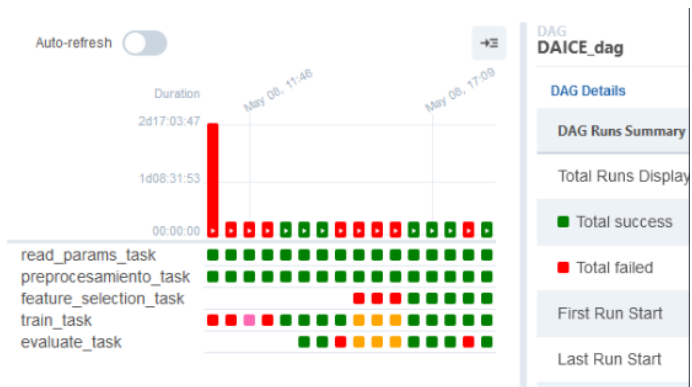 Auto-refresh
Duration
May 08, 11:46
May 08, 17:09
2d17:03:47
1d08:31:53
00:00:00
read_params_task
preprocesamiento_task
feature_selection_task
train_task
evaluate_task
DAG
DAICE_dag
DAG Details
DAG Runs Summary
Total Runs Display
Total success
Total failed
First Run Start
Last Run Start